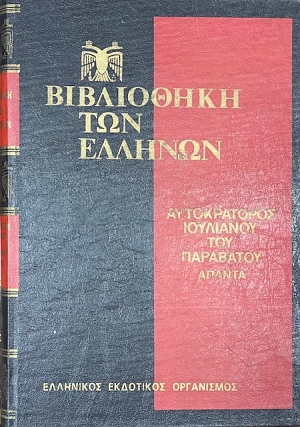 ΒΙΒΛΙΟΘΗΚΗ
ΤΩΝ
ΕΛΛΗΝΩΝ
ΑΥΤΟΚΡΑΤΟΡΟΣ
ΙΟΥΛΙΑΝΟΥ
ΤΟΥ
ΠΑΡΑΒΑΤΟΥ
ΑΠΑΝΤΑ
ΕΛΛΗΝΙΚΟΣ ΕΚΔΟΤΙΚΟΣ ΟΡΓΑΝΙΣΜΟΣ